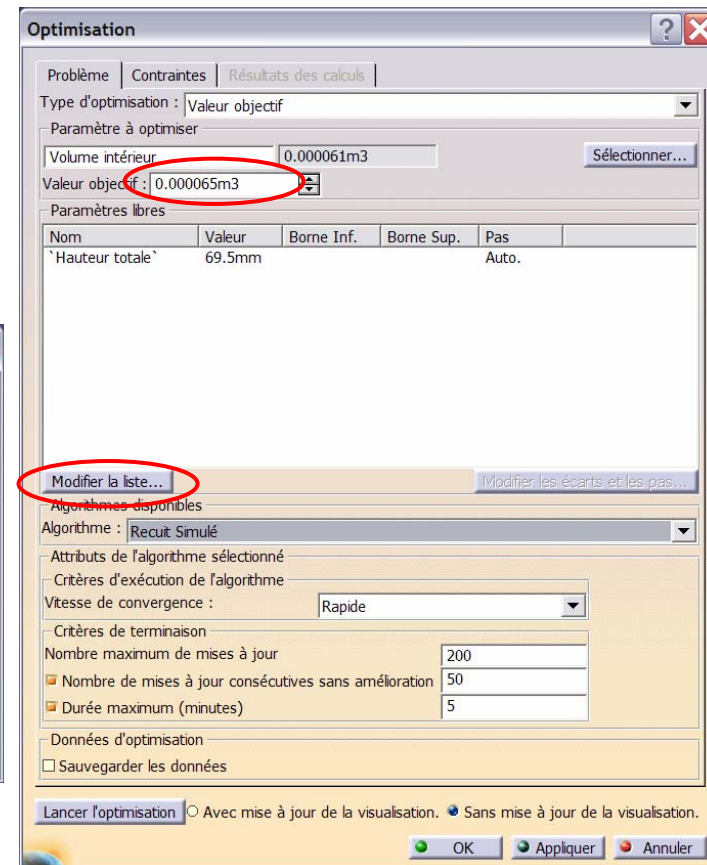 Optimisation
Problème Contraintes Résultats des calculs
Type d'optimisation : Valeur objectif
Paramètre à optimiser
Volume intérieur 0.000061m3 Sélectionner...
Valeur objectif : 0.000065m3
Paramètres libres
Nom Valeur Borne Inf. Borne Sup. Pas
`Hauteur totale` 69.5mm Auto.
Modifier la liste... Modifier les écarts et les pas...
Algorithmes disponibles
Algorithme : Recuit Simulé
Attributs de l'algorithme sélectionné
Critères d'exécution de l'algorithme
Vitesse de convergence : Rapide
Critères de terminaison
Nombre maximum de mises à jour 200
Nombre de mises à jour consécutives sans amélioration 50
Durée maximum (minutes) 5
Données d'optimisation
Sauvegarder les données
Lancer l'optimisation Avec mise à jour de la visualisation. Sans mise à jour de la visualisation.
OK Appliquer Annuler